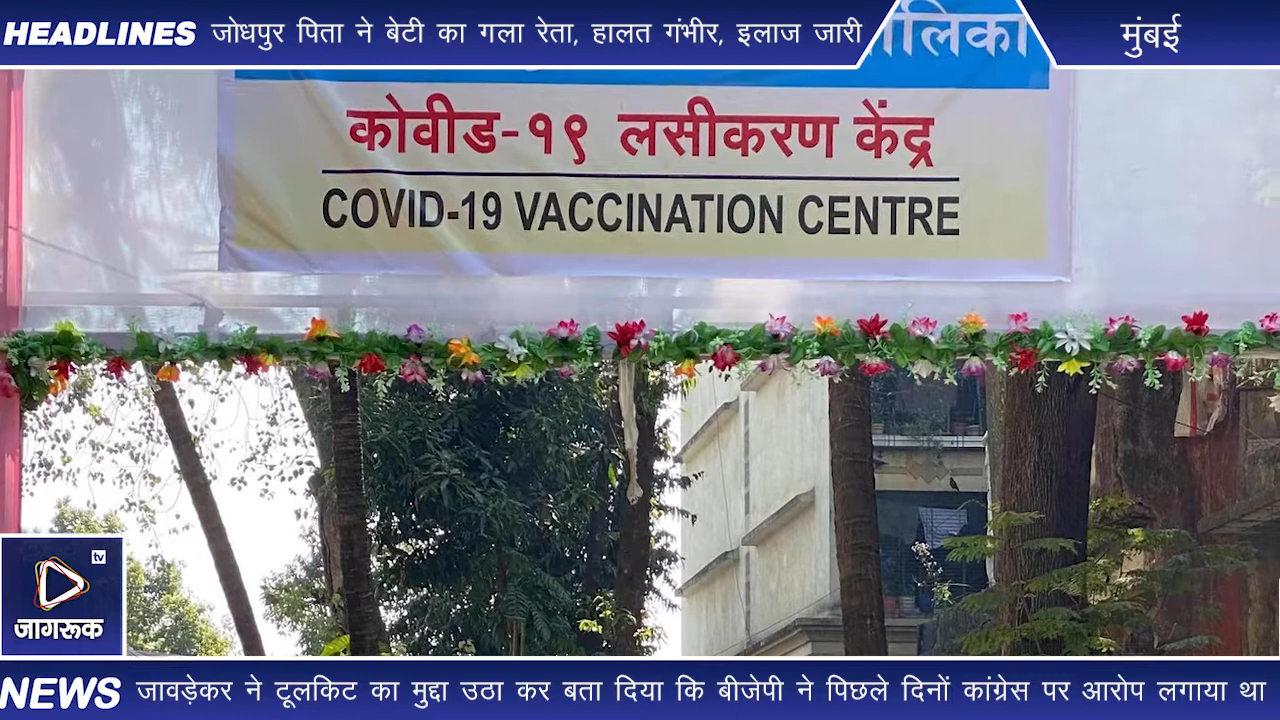 HEADLINES जोधपुर पिता ने बेटी का गला रेता, हालत गंभीर, इलाज जारी
मुंबई
कोवीड-१९ लसीकरण केंद्र
COVID-19 VACCINATION CENTRE
tv
जागरूक
NEWS जावड़ेकर ने टूलकिट का मुद्दा उठा कर बता दिया कि बीजेपी ने पिछले दिनों कांग्रेस पर आरोप लगाया था